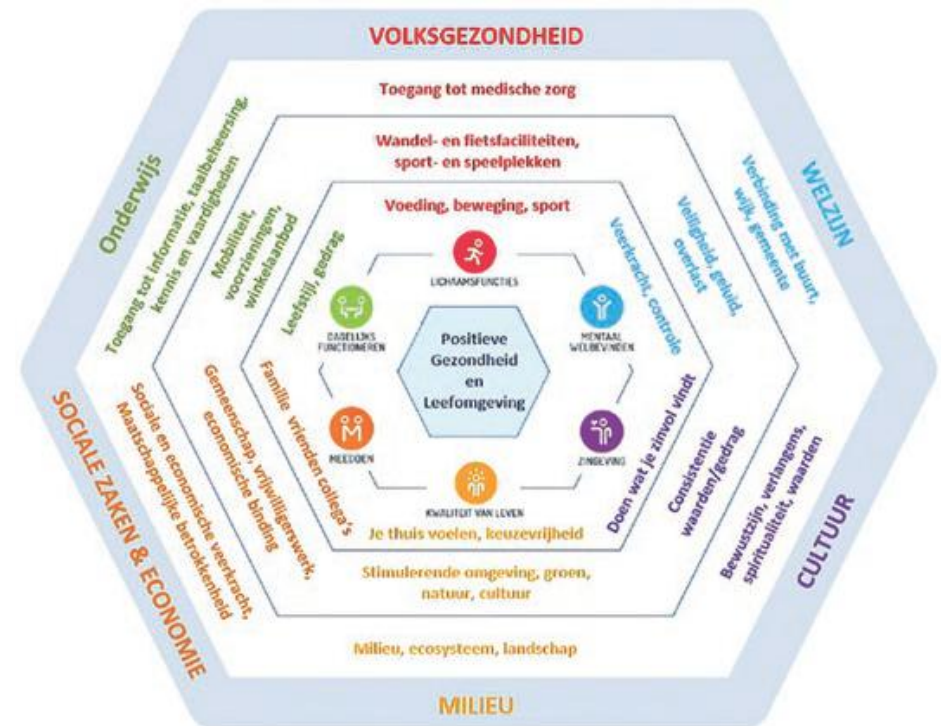 VOLKSGEZONDHEID
Toegang tot medische zorg
Wandel- en fietsfaciliteiten,
sport- en speelplekken
Voeding, beweging, sport
LICHAAMSFUNCTIES
WELZIJN
Verbinding met buurt,
wijk, gemeente
Veiligheid, geluid,
overlast
Veerkracht, controle
MENTAAL
WELBEVINDEN
CULTUUR
Bewustzijn, verlangens,
spiritualiteit, waarden
Consistentie
waarden/gedrag
Doen wat je zinvol vindt
ZINGEVING
MILIEU
Milieu, ecosysteem, landschap
Stimulerende omgeving, groen,
natuur, cultuur
Je thuis voelen, keuzevrijheid
KWALITEIT VAN LEVEN
SOCIALE ZAKEN & ECONOMIE
Sociale en economische veerkracht,
Maatschappelijke betrokkenheid
Gemeenschap, vrijwilligerswerk,
economische binding
Familie vrienden collega's
MEEDOEN
Onderwijs
Toegang tot informatie, taalbeheersing,
kennis en vaardigheden
Mobiliteit,
voorzieningen,
winkelaanbod
Leefstijl, gedrag
DAGELIJKS
FUNCTIONEREN
Positieve
Gezondheid
en
Leefomgeving